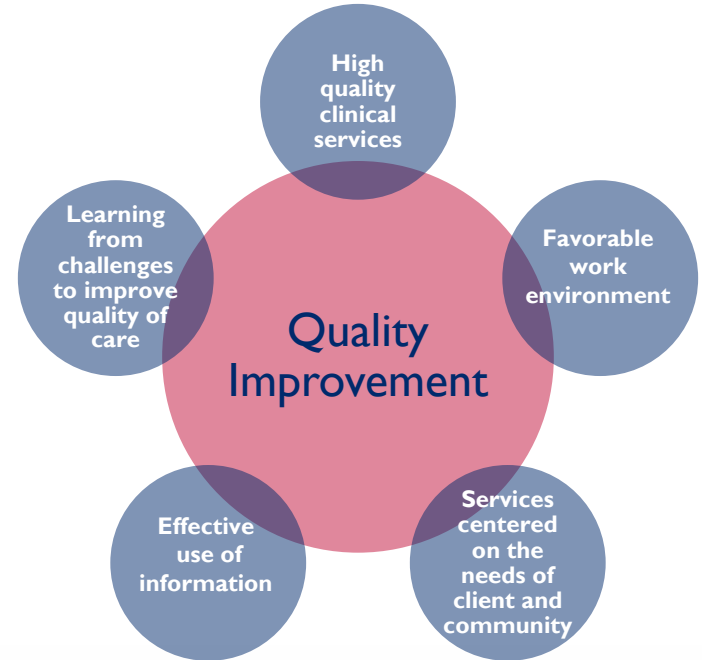 High
quality
clinical
services
Learning
from
challenges
to improve
quality of
care
Favorable
work
environment
Quality
Improvement
Effective
use of
information
Services
centered
on the
needs of
client and
community